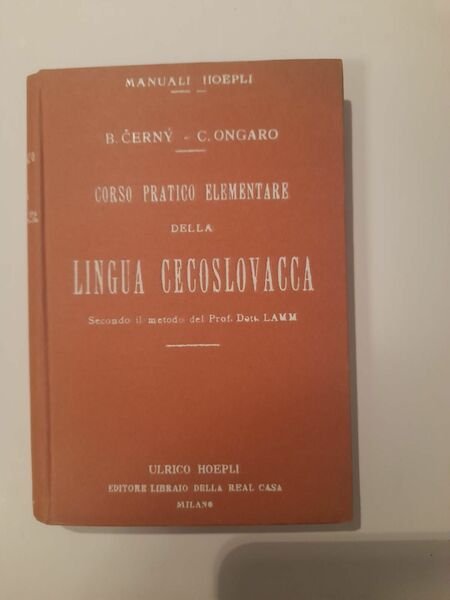 MANUALI HOEPLI
B. ČERNÝ - C. ONGARO
CORSO PRATICO ELEMENTARE
DELLA
LINGUA CECOSLOVACCA
Secondo il metodo del Prof. Dott. LAMM
ULRICO HOEPLI
EDITORE LIBRAIO DELLA REAL CASA
MILANO